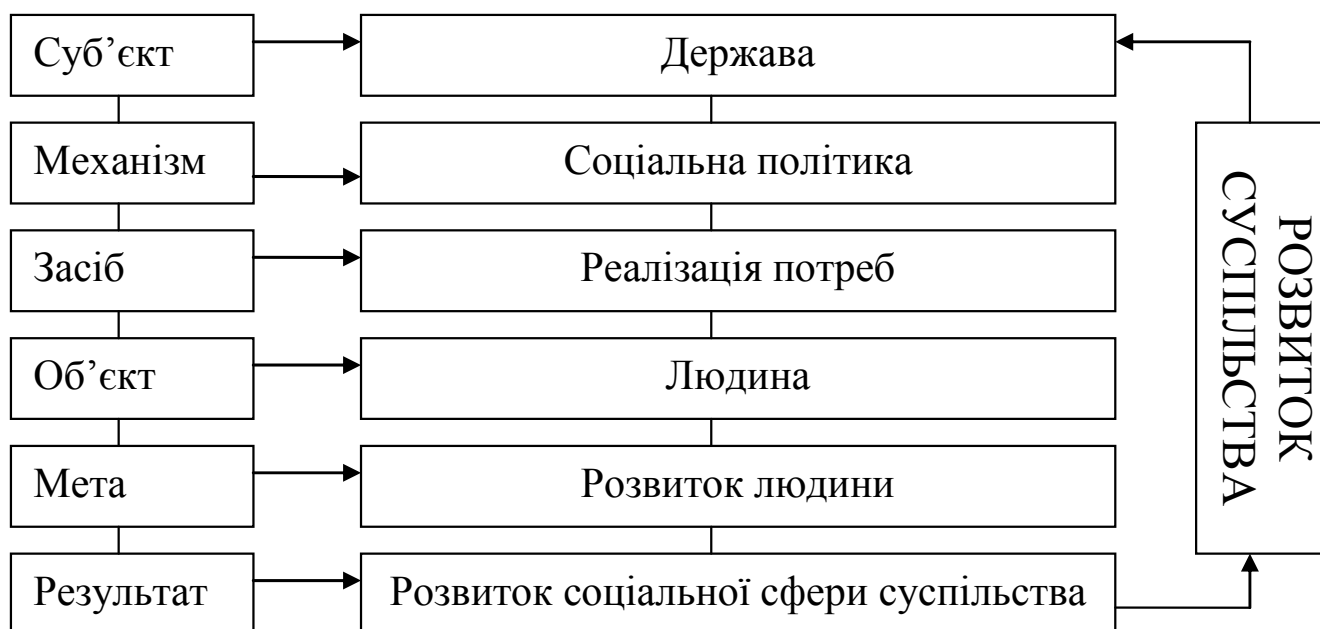 Суб’єкт
Держава
Механізм
Соціальна політика
Засіб
Реалізація потреб
Об’єкт
Людина
Мета
Розвиток людини
Результат
Розвиток соціальної сфери суспільства
РОЗВИТОК
СУСПІЛЬСТВА